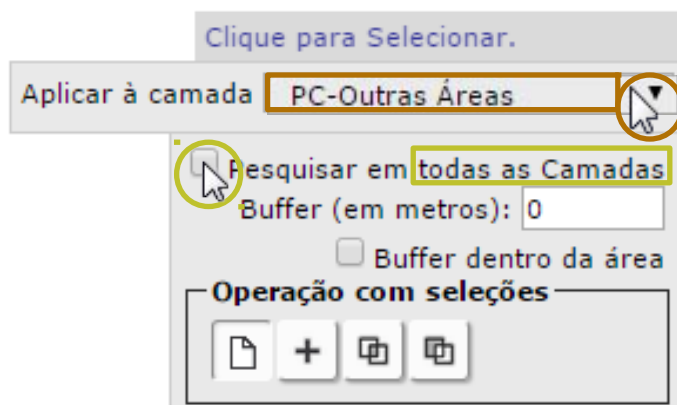 Clique para Selecionar.
Aplicar à camada PC-Outras Áreas
Pesquisar em todas as Camadas
Buffer (em metros): 0
Buffer dentro da área
Operação com seleções